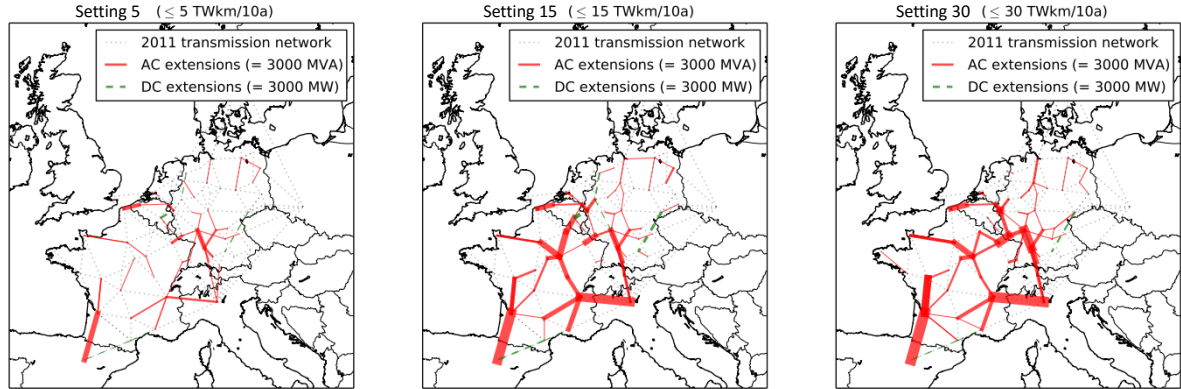 Setting 5 (≤ 5 TWkm/10a)
2011 transmission network
AC extensions (= 3000 MVA)
DC extensions (= 3000 MW)
Setting 15 (≤ 15 TWkm/10a)
2011 transmission network
AC extensions (= 3000 MVA)
DC extensions (= 3000 MW)
Setting 30 (≤ 30 TWkm/10a)
2011 transmission network
AC extensions (= 3000 MVA)
DC extensions (= 3000 MW)